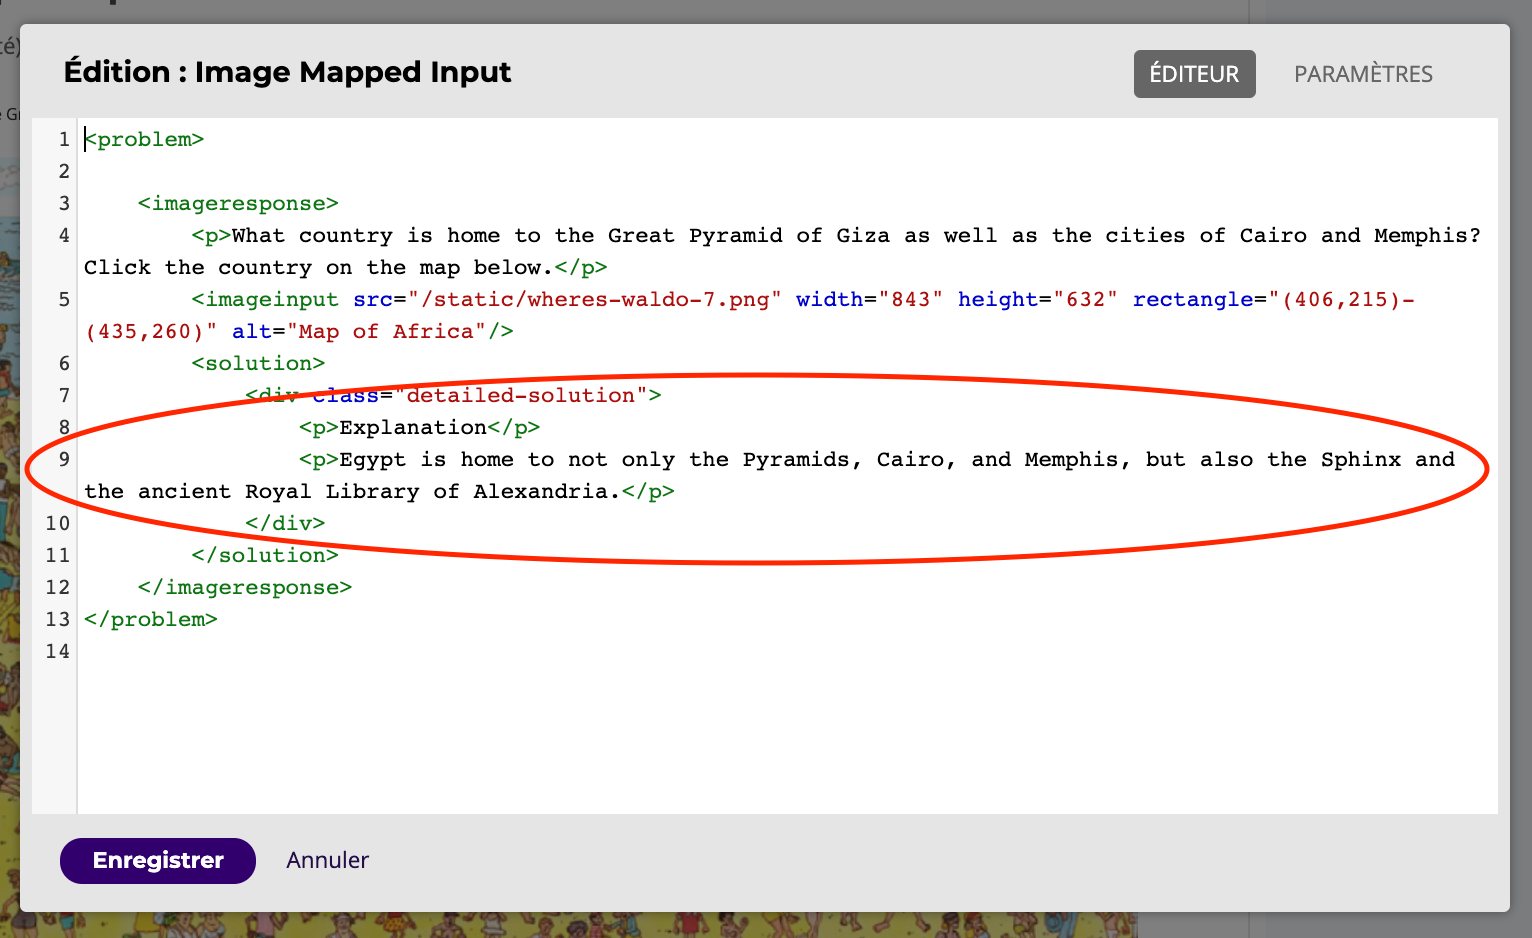 té)
e Gr
Édition : Image Mapped Input
ÉDITEUR
PARAMÈTRES
1 <problem>
2
3 <imageresponse>
4 <p>What country is home to the Great Pyramid of Giza as well as the cities of Cairo and Memphis?
Click the country on the map below.</p>
5 <imageinput src="/static/wheres-waldo-7.png" width="843" height="632" rectangle="(406,215)-
(435,260)" alt="Map of Africa"/>
6 <solution>
7 <div class="detailed-solution">
8 <p>Explanation</p>
9 <p>Egypt is home to not only the Pyramids, Cairo, and Memphis, but also the Sphinx and
the ancient Royal Library of Alexandria.</p>
10 </div>
11 </solution>
12 </imageresponse>
13 </problem>
14
Enregistrer
Annuler